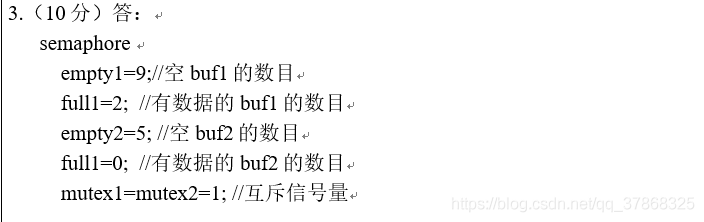 3.（10 分）答：
semaphore
empty1=9;//空 buf1 的数目
full1=2; //有数据的 buf1 的数目
empty2=5; //空 buf2 的数目
full1=0; //有数据的 buf2 的数目
mutex1=mutex2=1; //互斥信号量
https://blog.csdn.net/qq_37868325